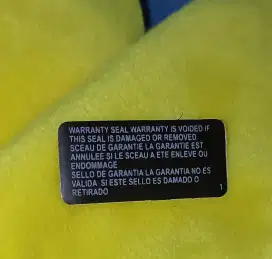 WARRANTY SEAL WARRANTY IS VOIDED IF
THIS SEAL IS DAMAGED OR REMOVED
SCEAU DE GARANTIE LA GARANTIE EST
ANNULEE SI LE SCEAU A ETE ENLEVE OU
ENDOMMAGE
SELLO DE GARANTIA LA GARANTIA NO ES
VALIDA SI ESTE SELLO ES DAMADO O
RETIRADO 1